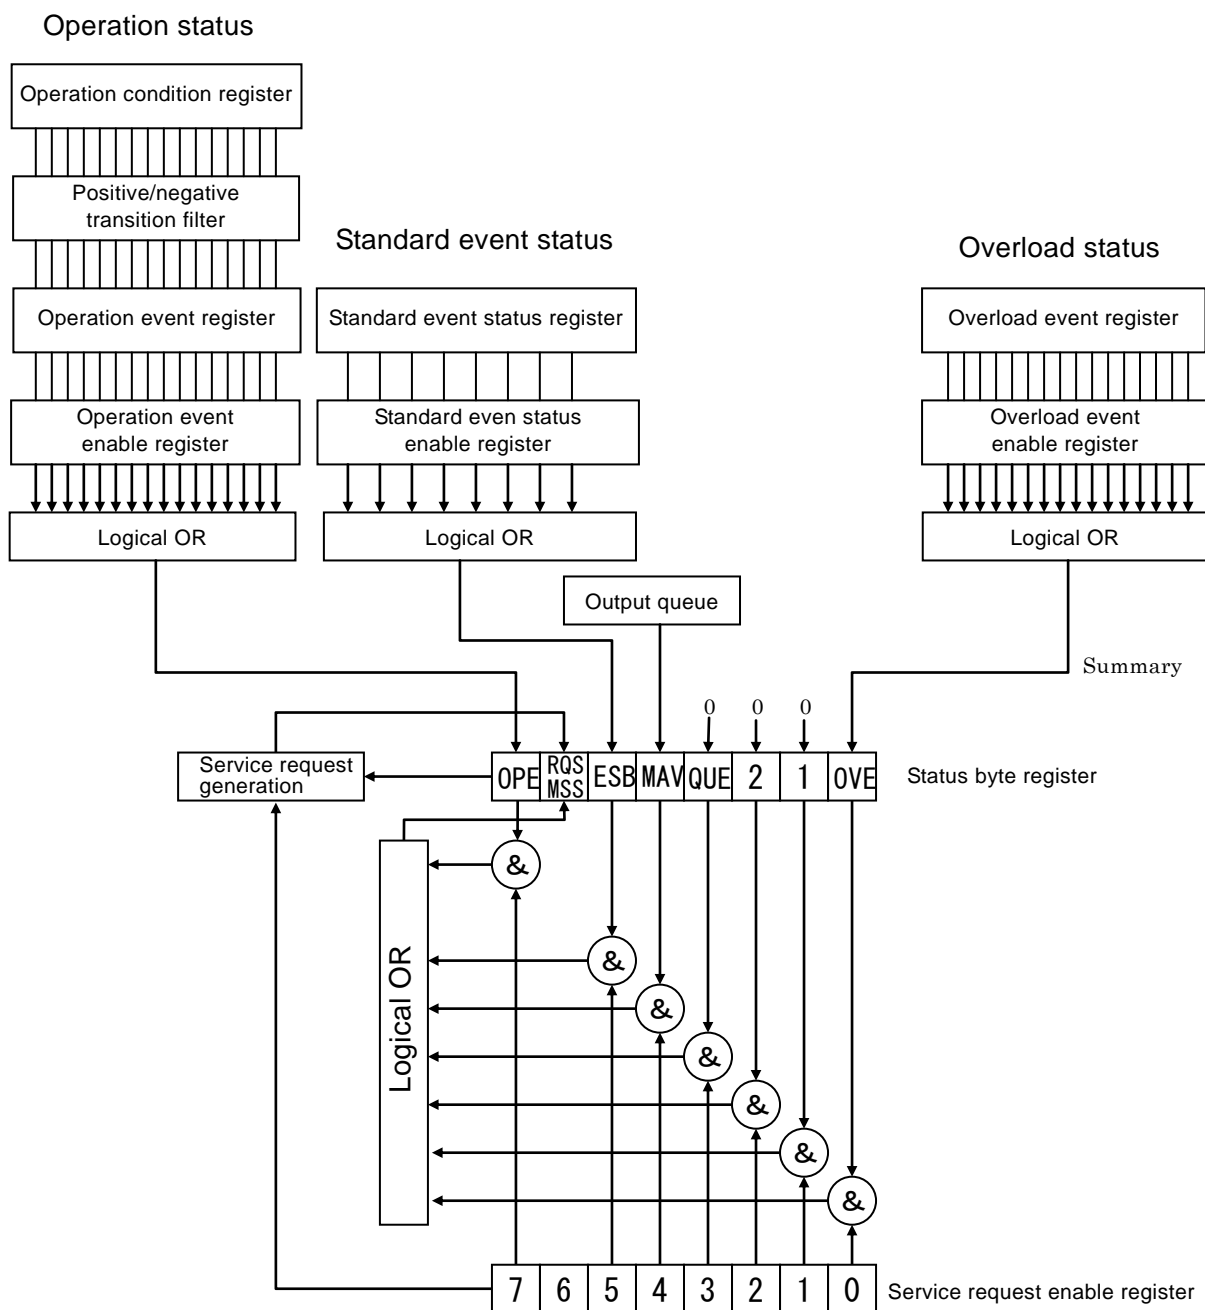 Operation status
Operation condition register
Positive/negative
transition filter
Standard event status
Overload status
Operation event register
Standard event status register
Overload event register
Operation event
enable register
Standard even status
enable register
Overload event
enable register
Logical OR
Logical OR
Logical OR
Output queue
Summary
0 0 0
Service request
generation
OPE
RQS
MSS
ESB MAV QUE 2 1 OVE
Status byte register
&
&
&
&
&
&
&
Logical OR
7 6 5 4 3 2 1 0
Service request enable register